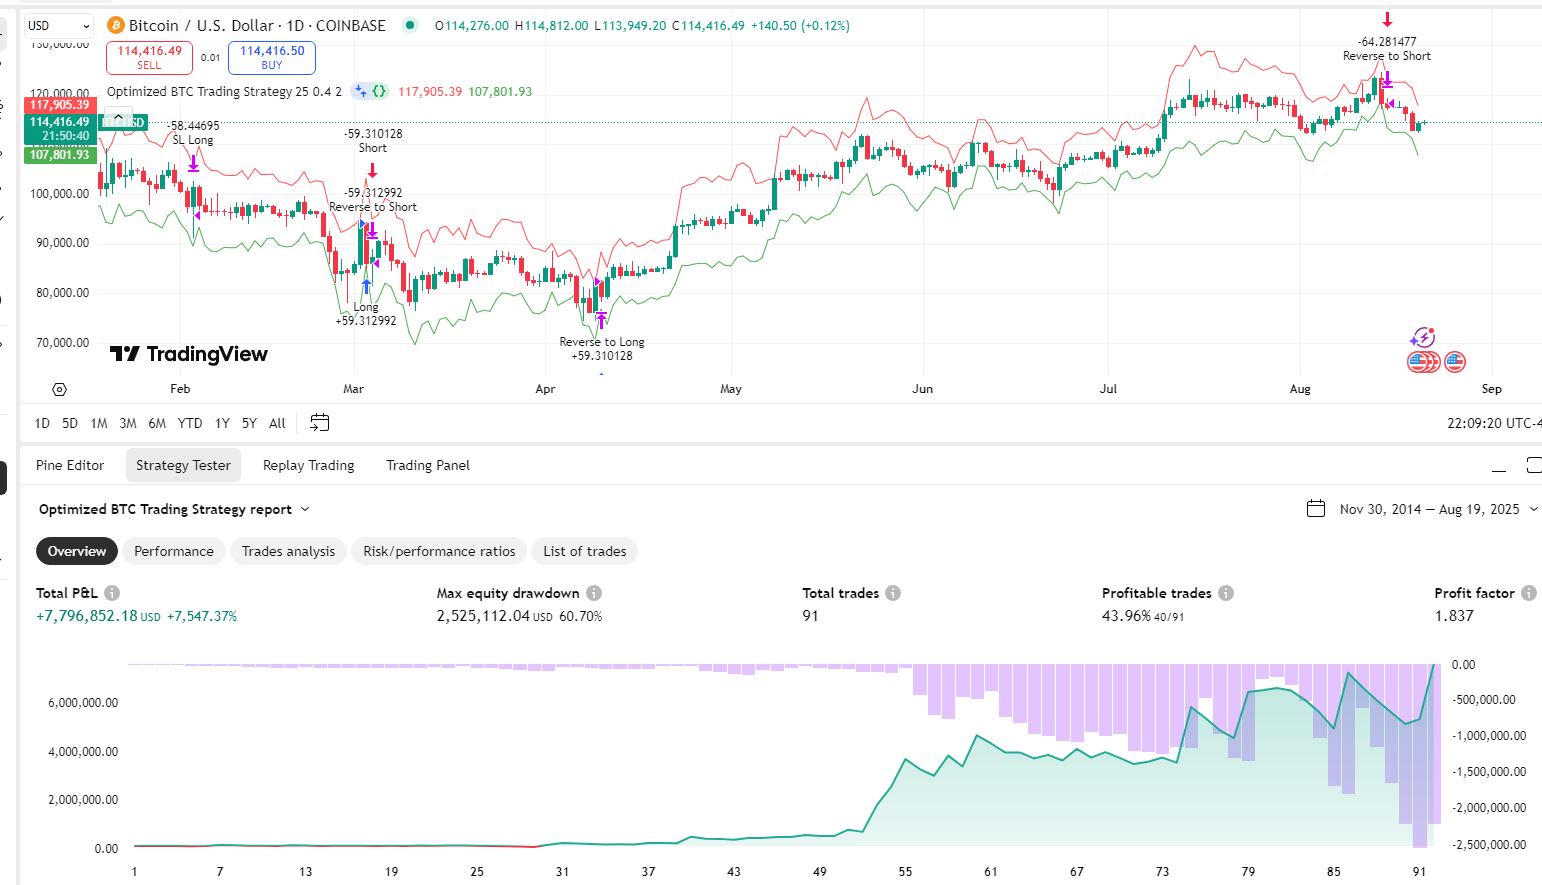 USD
Bitcoin / U.S. Dollar · 1D · COINBASE
O114,276.00 H114,812.00 L113,949.20 C114,416.49 +140.50 (+0.12%)
114,416.49
SELL
0.01
114,416.50
BUY
Optimized BTC Trading Strategy 25 0.4 2
117,905.39 107,801.93
130,000.00
120,000.00
117,905.39
114,416.49
21:50:40
107,801.93
100,000.00
90,000.00
80,000.00
70,000.00
-58.44695
SL Long
-59.310128
Short
-59.312992
Reverse to Short
Long
+59.312992
Reverse to Long
+59.310128
-64.281477
Reverse to Short
TradingView
Feb Mar Apr May Jun Jul Aug Sep
1D 5D 1M 3M 6M YTD 1Y 5Y All
22:09:20 UTC-4
Pine Editor Strategy Tester Replay Trading Trading Panel
Optimized BTC Trading Strategy report
Nov 30, 2014 — Aug 19, 2025
Overview Performance Trades analysis Risk/performance ratios List of trades
Total P&L Max equity drawdown Total trades Profitable trades Profit factor
+7,796,852.18 USD +7,547.37% 2,525,112.04 USD 60.70% 91 43.96% 40/91 1.837
6,000,000.00
4,000,000.00
2,000,000.00
0.00
0.00
-500,000.00
-1,000,000.00
-1,500,000.00
-2,000,000.00
-2,500,000.00
1 7 13 19 25 31 37 43 49 55 61 67 73 79 85 91